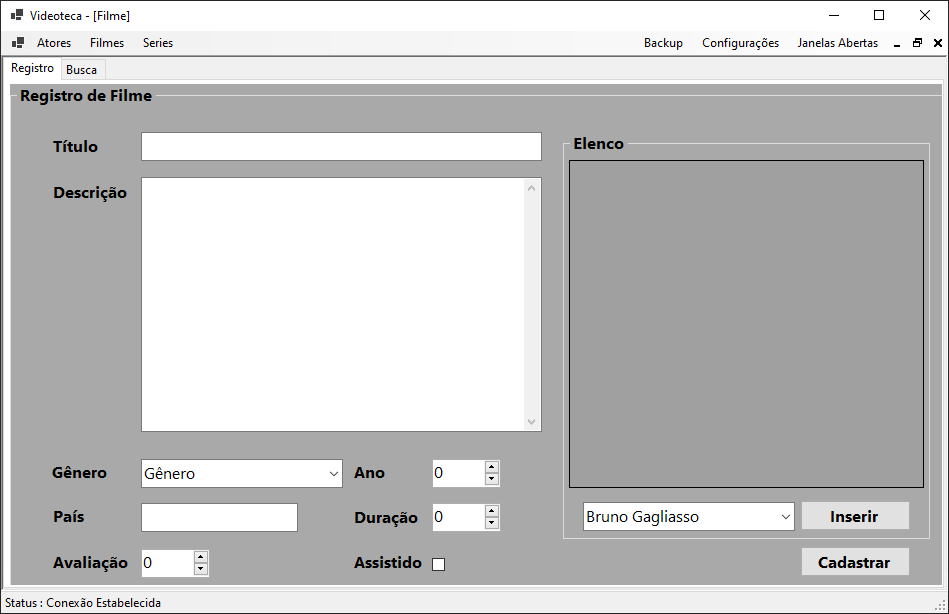 Videoteca - [Filme]
Atores Filmes Series Backup Configurações Janelas Abertas
Registro Busca
Registro de Filme
Título
Descrição
Elenco
Gênero Gênero Ano 0
País Duração 0
Bruno Gagliasso Inserir
Avaliação 0 Assistido
Cadastrar
Status : Conexão Estabelecida